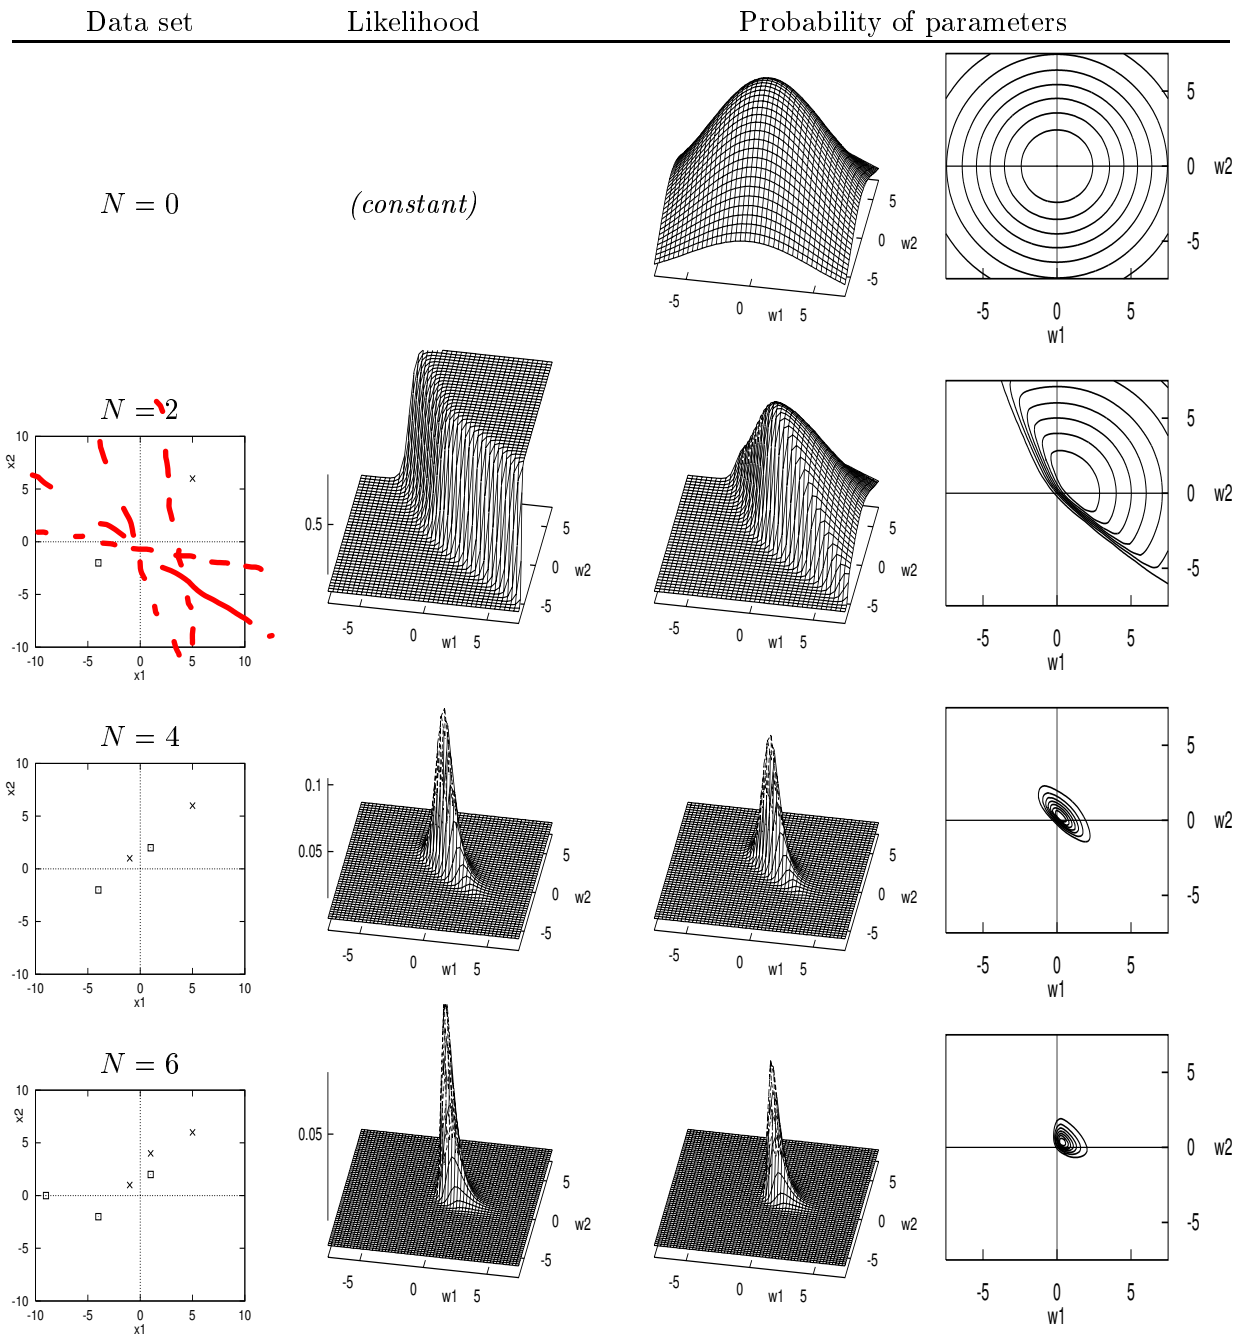 Data set Likelihood Probability of parameters
N = 0 (constant)
5
0 w2
-5
-5 0 w1 5
5
0 w2
-5
-5 0 5
w1
N = 2
x2
10
5
0
-5
-10
-10 -5 0 5 10
x1
0.5
5
0
w2
-5
-5 0 w1 5
5
0
w2
-5
-5 0 w1 5
5
0 w2
-5
-5 0 5
w1
N = 4
x2
10
5
0
-5
-10
-10 -5 0 5 10
x1
0.1
0.05
5
0 w2
-5
-5 0 w1 5
5
0 w2
-5
-5 0 w1 5
5
0 w2
-5
-5 0 5
w1
N = 6
x2
10
5
0
-5
-10
-10 -5 0 5 10
x1
0.05
5
0 w2
-5
-5 0 w1 5
5
0 w2
-5
-5 0 w1 5
5
0 w2
-5
-5 0 5
w1